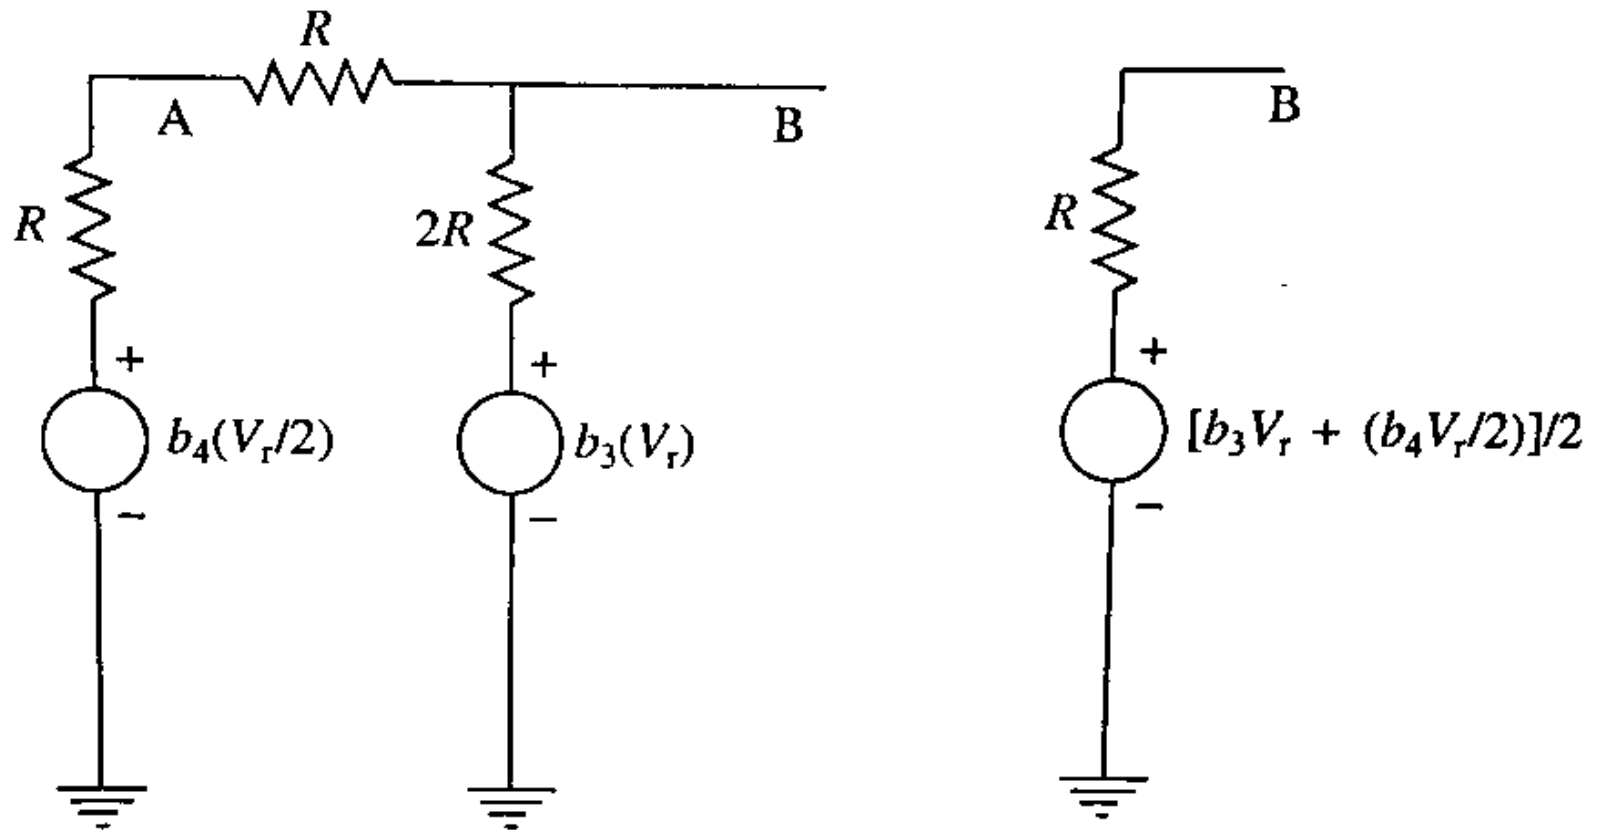 R
A
B
B
R
2R
R
+
+
+
b₄(Vᵣ/2)
b₃(Vᵣ)
[b₃Vᵣ + (b₄Vᵣ/2)]/2
−
−
−